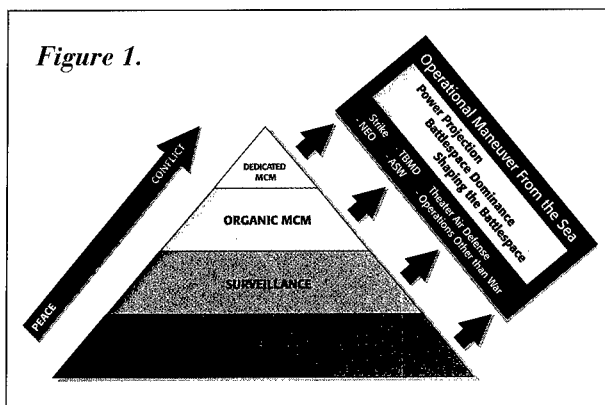 Figure 1.
PEACE
CONFLICT
DEDICATED
MCM
ORGANIC MCM
SURVEILLANCE
Operational Maneuver From the Sea
Power Projection
Battlespace Dominance
Shaping the Battlespace
Strike - TBMD Theater Air Defense
- NEO - ASW - Operations Other than War